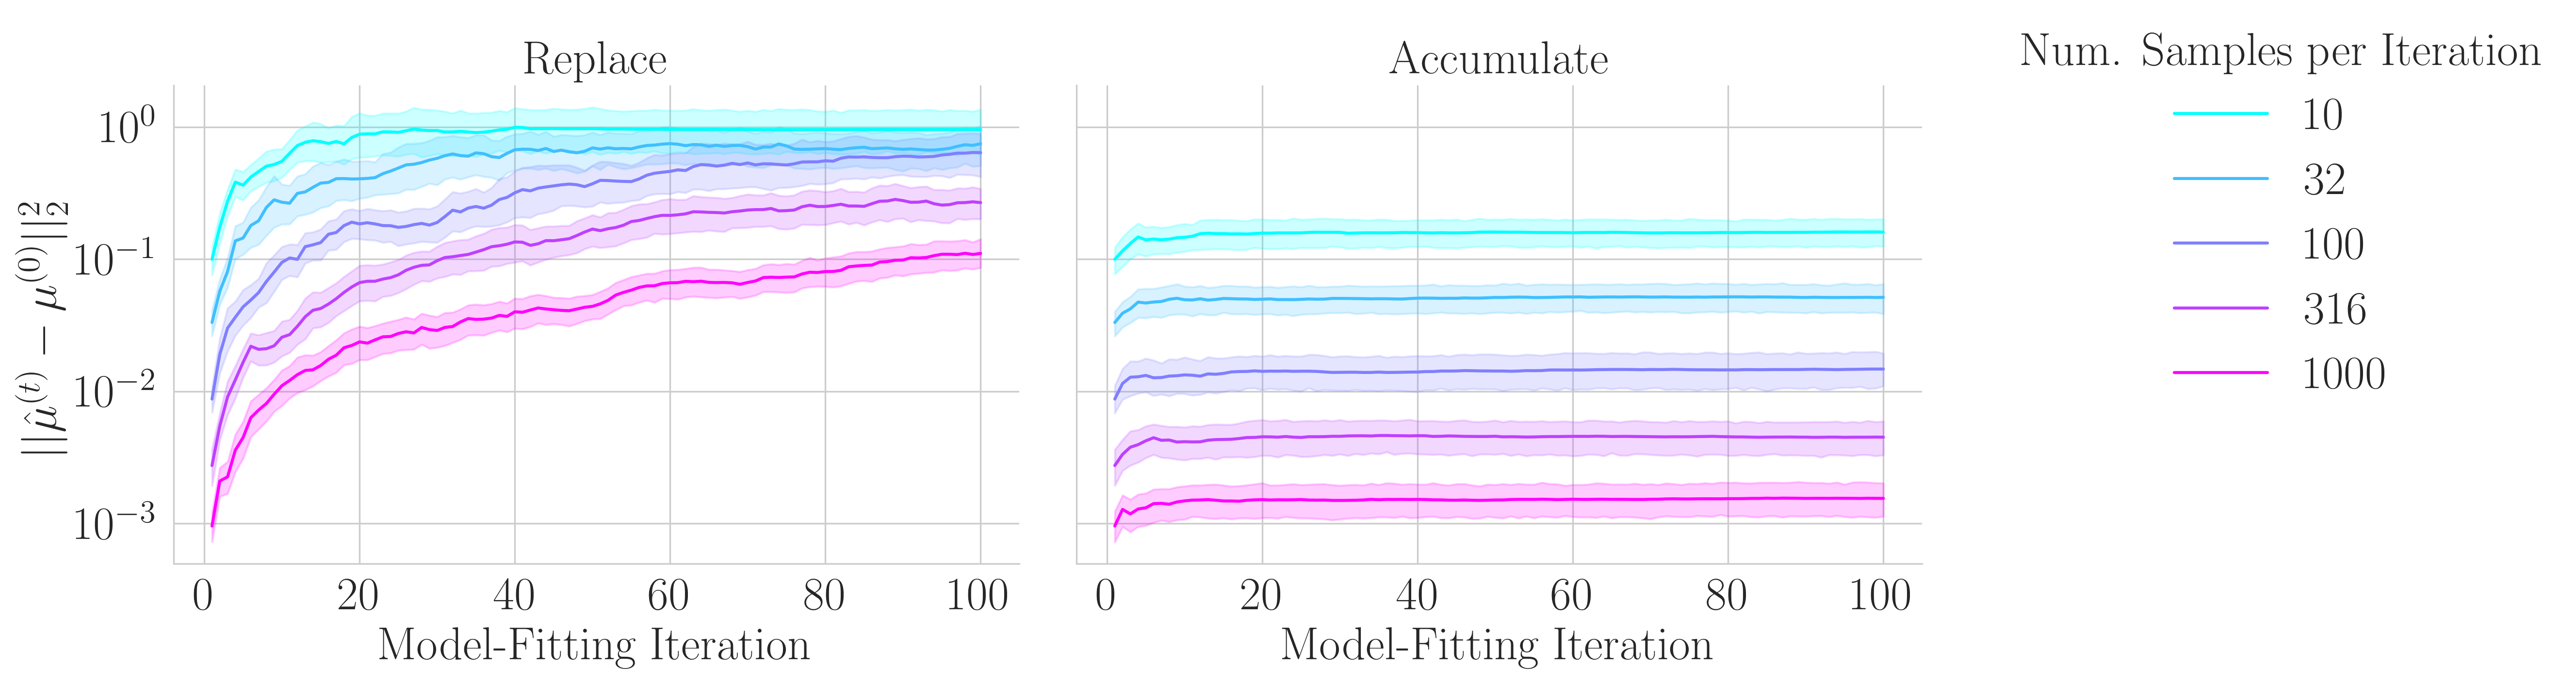 Replace
Accumulate
Num. Samples per Iteration
10
32
100
316
1000
||μ̂^(t) − μ^(0)||₂²
10^0
10^−1
10^−2
10^−3
0 20 40 60 80 100
0 20 40 60 80 100
Model-Fitting Iteration
Model-Fitting Iteration